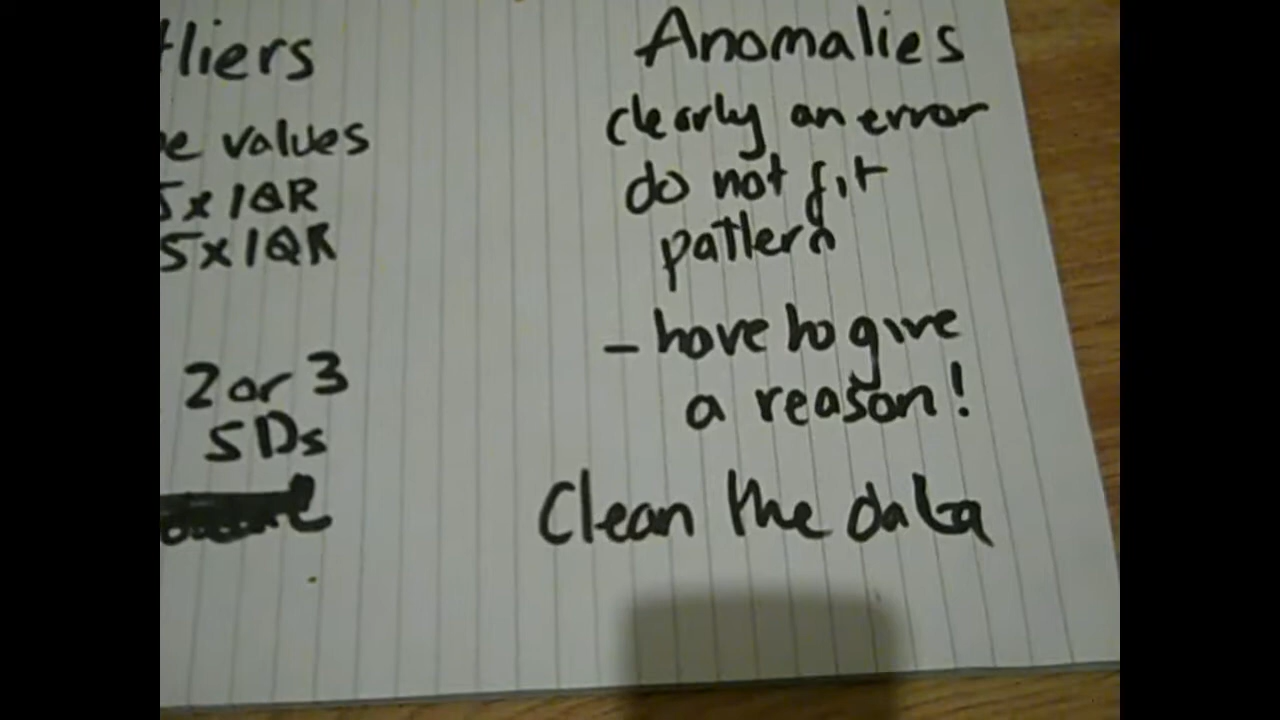 tliers
e values
5x IQR
5x IQR
2 or 3
SDs
Anomalies
clearly an error
do not fit
pattern
- have to give
a reason!
Clean the data